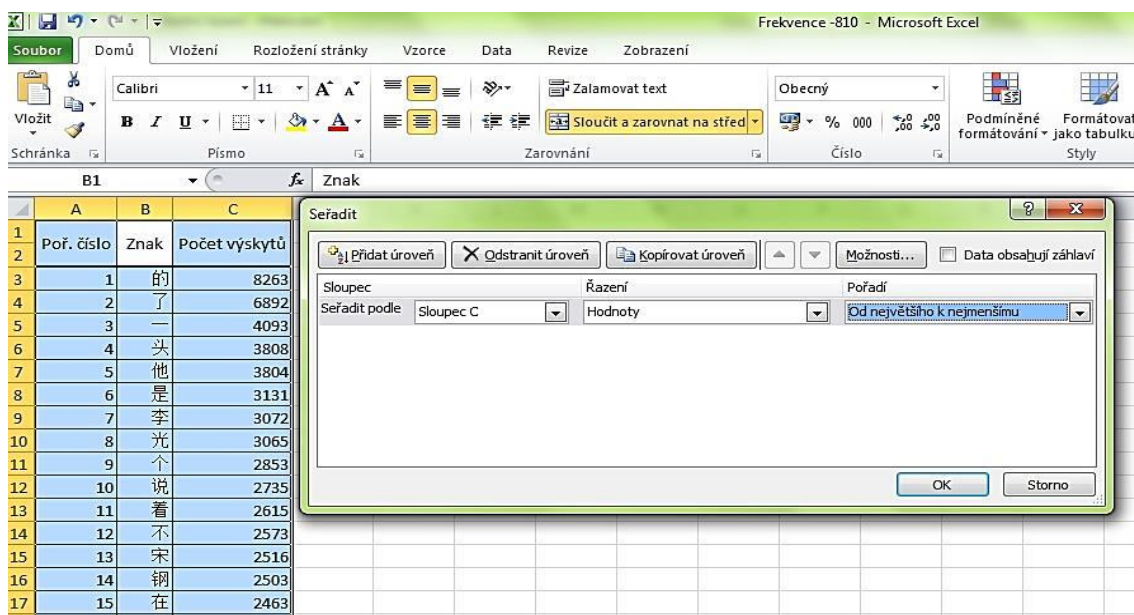 Frekvence -810 - Microsoft Excel
Soubor Domů Vložení Rozložení stránky Vzorce Data Revize Zobrazení
Calibri 11 A A Zalamovat text Obecný
Vložit B I U A Sloučit a zarovnat na střed % 000 Podmíněné formátování Formátovat jako tabulku
Schránka Písmo Zarovnání Číslo Styly
B1 fx Znak
A B C
1
2
Poř. číslo Znak Počet výskytů
3 1 的 8263
4 2 了 6892
5 3 一 4093
6 4 头 3808
7 5 他 3804
8 6 是 3131
9 7 李 3072
10 8 光 3065
11 9 个 2853
12 10 说 2735
13 11 着 2615
14 12 不 2573
15 13 宋 2516
16 14 钢 2503
17 15 在 2463
Seřadit
Přidat úroveň Odstranit úroveň Kopírovat úroveň Možnosti... Data obsahují záhlaví
Sloupec Řazení Pořadí
Seřadit podle Sloupec C Hodnoty Od největšího k nejmenšímu
OK Storno